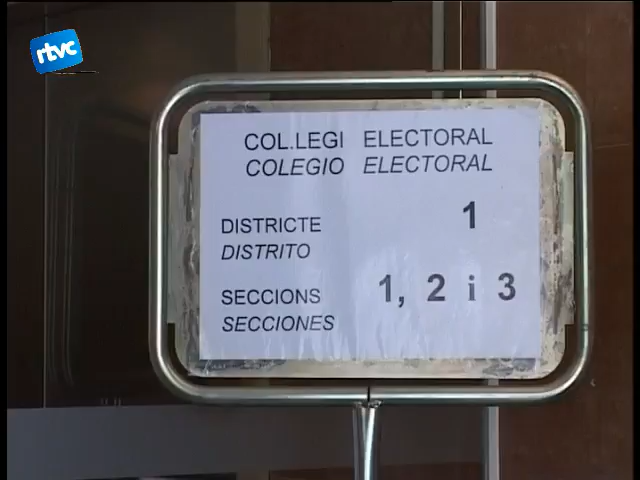 rtvc
COL.LEGI ELECTORAL
COLEGIO ELECTORAL
DISTRICTE 1
DISTRITO
SECCIONS 1, 2 i 3
SECCIONES